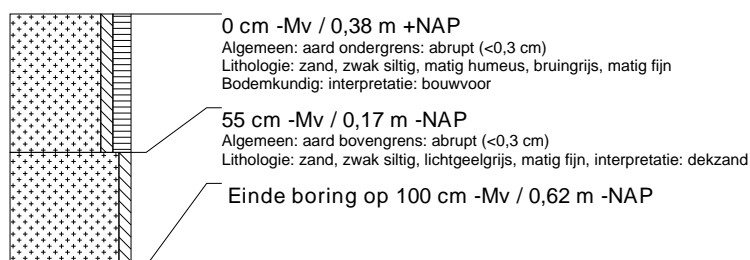 0 cm -Mv / 0,38 m +NAP
Algemeen: aard ondergrens: abrupt (<0,3 cm)
Lithologie: zand, zwak siltig, matig humeus, bruingrijs, matig fijn
Bodemkundig: interpretatie: bouwvoor
55 cm -Mv / 0,17 m -NAP
Algemeen: aard bovengrens: abrupt (<0,3 cm)
Lithologie: zand, zwak siltig, lichtgeelgrijs, matig fijn, interpretatie: dekzand
Einde boring op 100 cm -Mv / 0,62 m -NAP